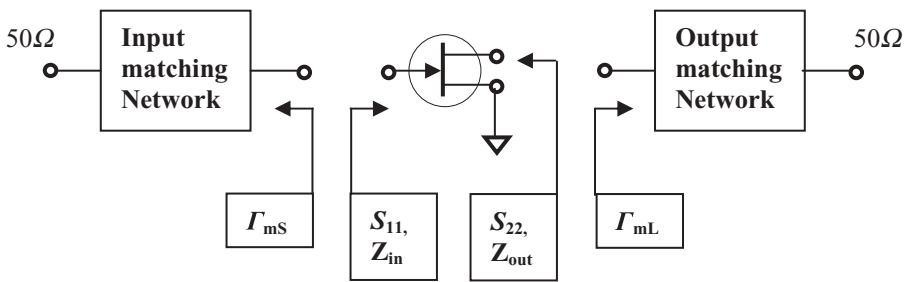 50Ω
Input
matching
Network
Output
matching
Network
50Ω
ΓmS
S11,
Zin
S22,
Zout
ΓmL